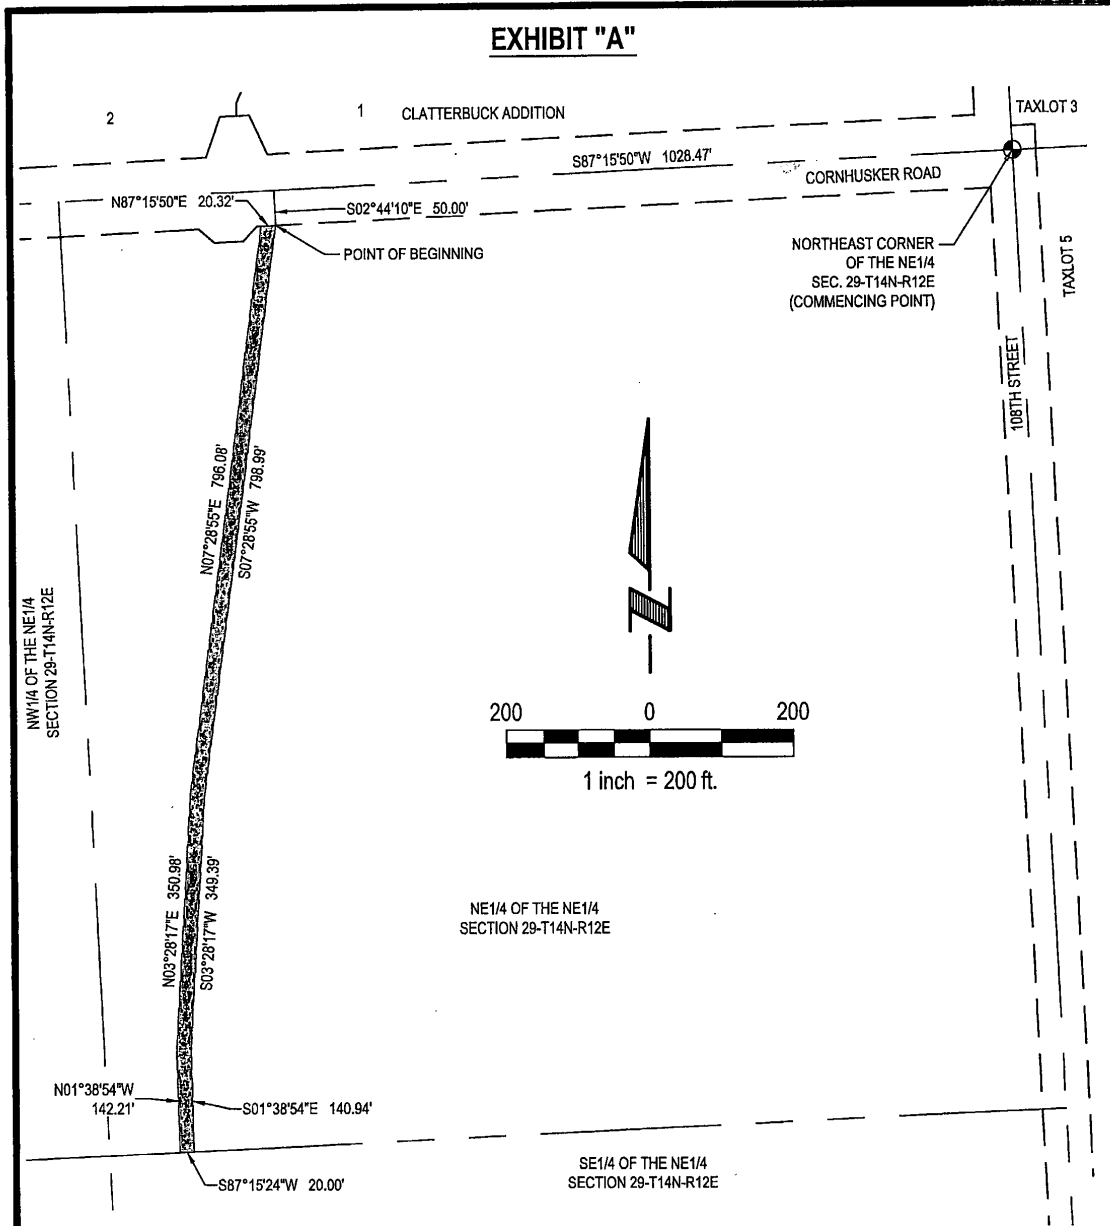 EXHIBIT "A"
2
1
CLATTERBUCK ADDITION
TAXLOT 3
S87°15'50"W 1028.47'
CORNHUSKER ROAD
N87°15'50"E 20.32'
S02°44'10"E 50.00'
POINT OF BEGINNING
NORTHEAST CORNER
OF THE NE1/4
SEC. 29-T14N-R12E
(COMMENCING POINT)
TAXLOT 5
108TH STREET
N07°28'55"E 796.08'
S07°28'55"W 798.99'
NW1/4 OF THE NE1/4
SECTION 29-T14N-R12E
200 0 200
1 inch = 200 ft.
N03°28'17"E 350.98'
S03°28'17"W 349.39'
NE1/4 OF THE NE1/4
SECTION 29-T14N-R12E
N01°38'54"W
142.21'
S01°38'54"E 140.94'
S87°15'24"W 20.00'
SE1/4 OF THE NE1/4
SECTION 29-T14N-R12E